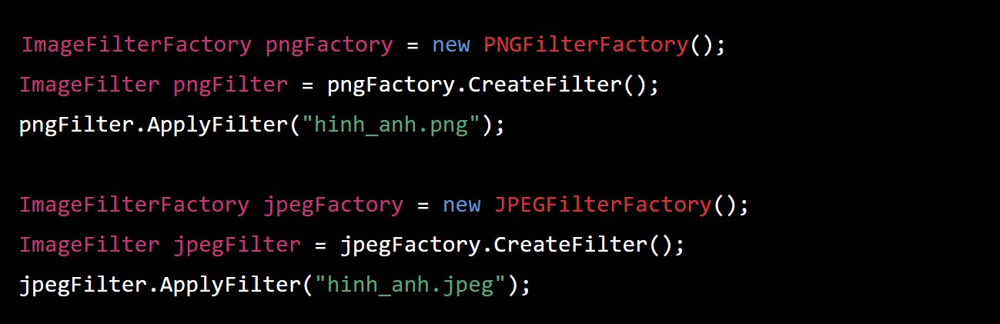 ImageFilterFactory pngFactory = new PNGFilterFactory();
ImageFilter pngFilter = pngFactory.CreateFilter();
pngFilter.ApplyFilter("hinh_anh.png");
ImageFilterFactory jpegFactory = new JPEGFilterFactory();
ImageFilter jpegFilter = jpegFactory.CreateFilter();
jpegFilter.ApplyFilter("hinh_anh.jpeg");